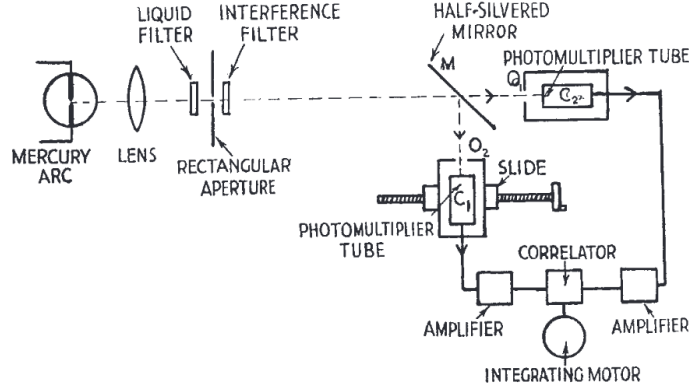 LIQUID
FILTER
INTERFERENCE
FILTER
HALF-SILVERED
MIRROR
M
PHOTOMULTIPLIER TUBE
O1
C2
MERCURY
ARC
LENS
RECTANGULAR
APERTURE
O2
SLIDE
C1
PHOTOMULTIPLIER
TUBE
CORRELATOR
AMPLIFIER
AMPLIFIER
INTEGRATING MOTOR